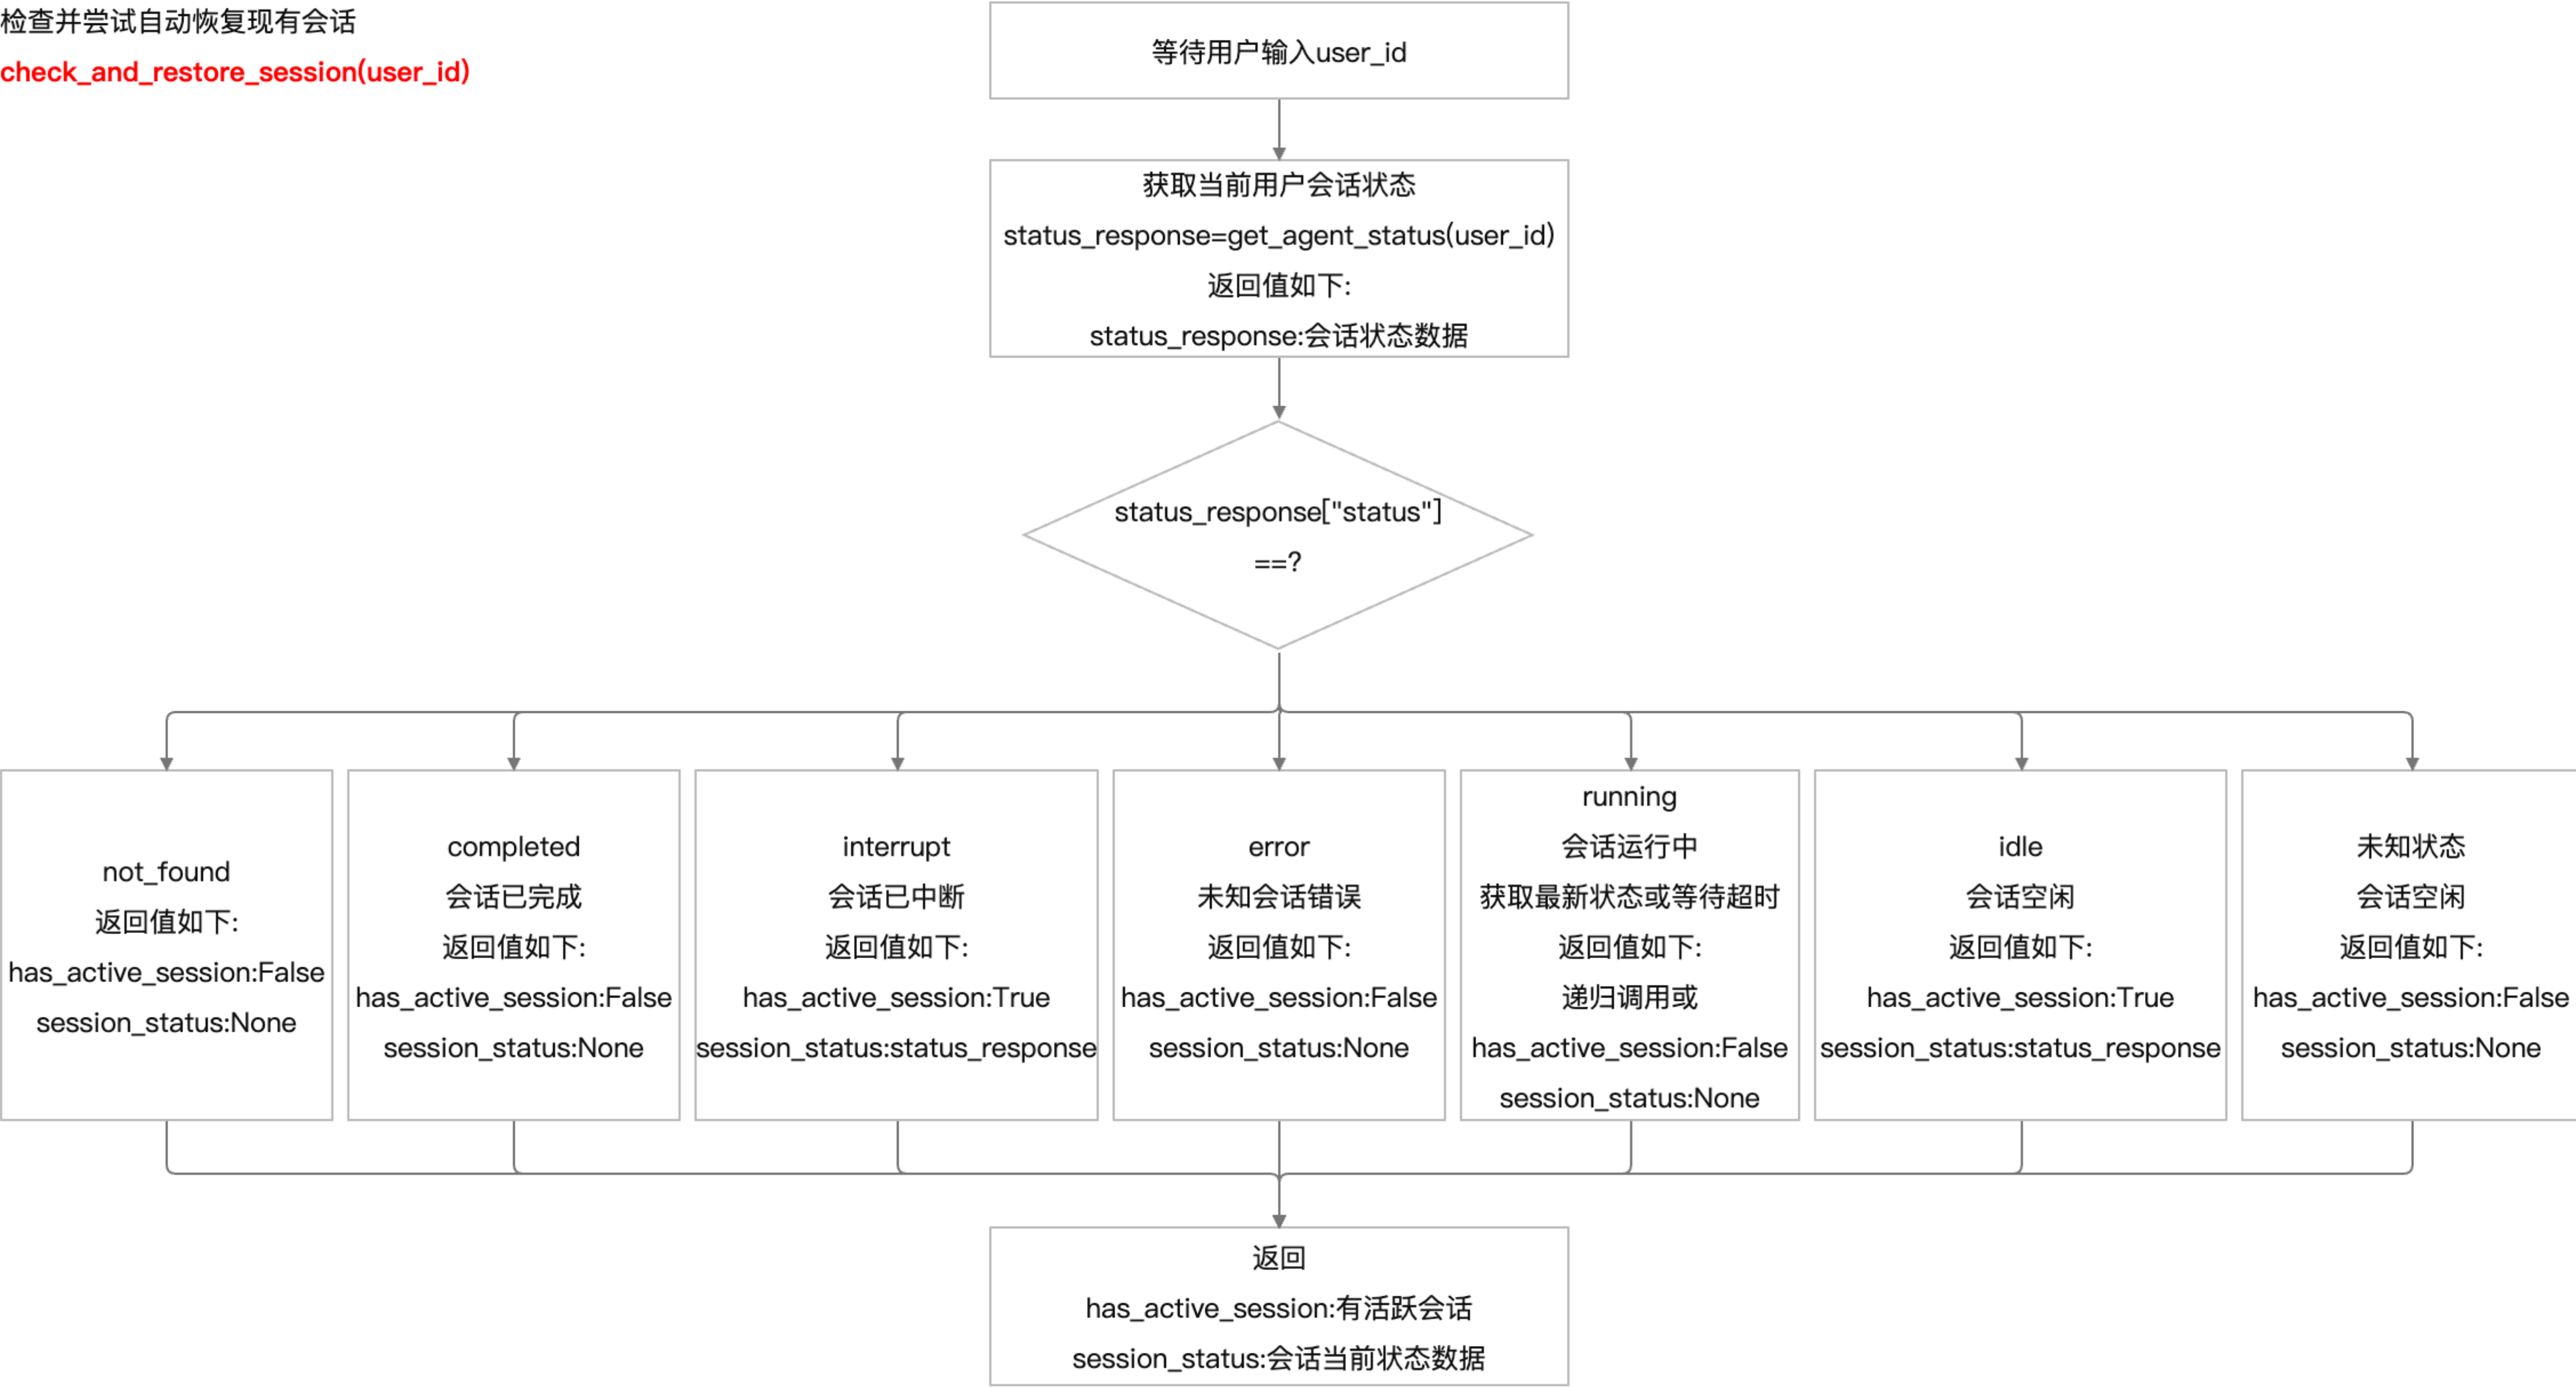 检查并尝试自动恢复现有会话
check_and_restore_session(user_id)
等待用户输入user_id
获取当前用户会话状态
status_response=get_agent_status(user_id)
返回值如下:
status_response:会话状态数据
status_response["status"]
==?
not_found
返回值如下:
has_active_session:False
session_status:None
completed
会话已完成
返回值如下:
has_active_session:False
session_status:None
interrupt
会话已中断
返回值如下:
has_active_session:True
session_status:status_response
error
未知会话错误
返回值如下:
has_active_session:False
session_status:None
running
会话运行中
获取最新状态或等待超时
返回值如下:
递归调用或
has_active_session:False
session_status:None
idle
会话空闲
返回值如下:
has_active_session:True
session_status:status_response
未知状态
会话空闲
返回值如下:
has_active_session:False
session_status:None
返回
has_active_session:有活跃会话
session_status:会话当前状态数据